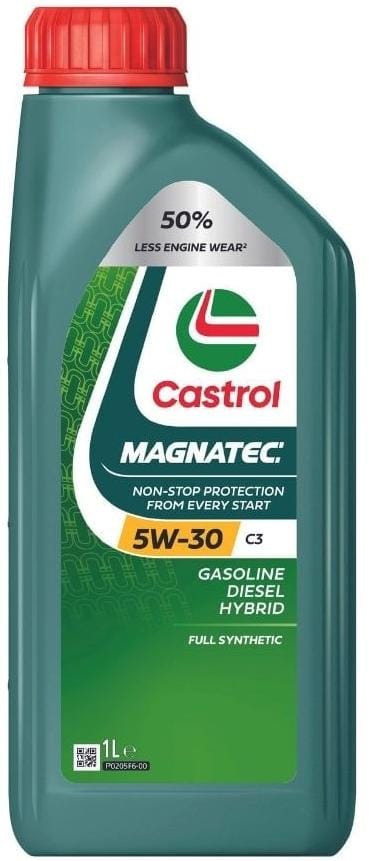 50%
LESS ENGINE WEAR²
Castrol
MAGNATEC
NON-STOP PROTECTION
FROM EVERY START
5W-30 C3
GASOLINE
DIESEL
HYBRID
FULL SYNTHETIC
1L e
P0205F6-00